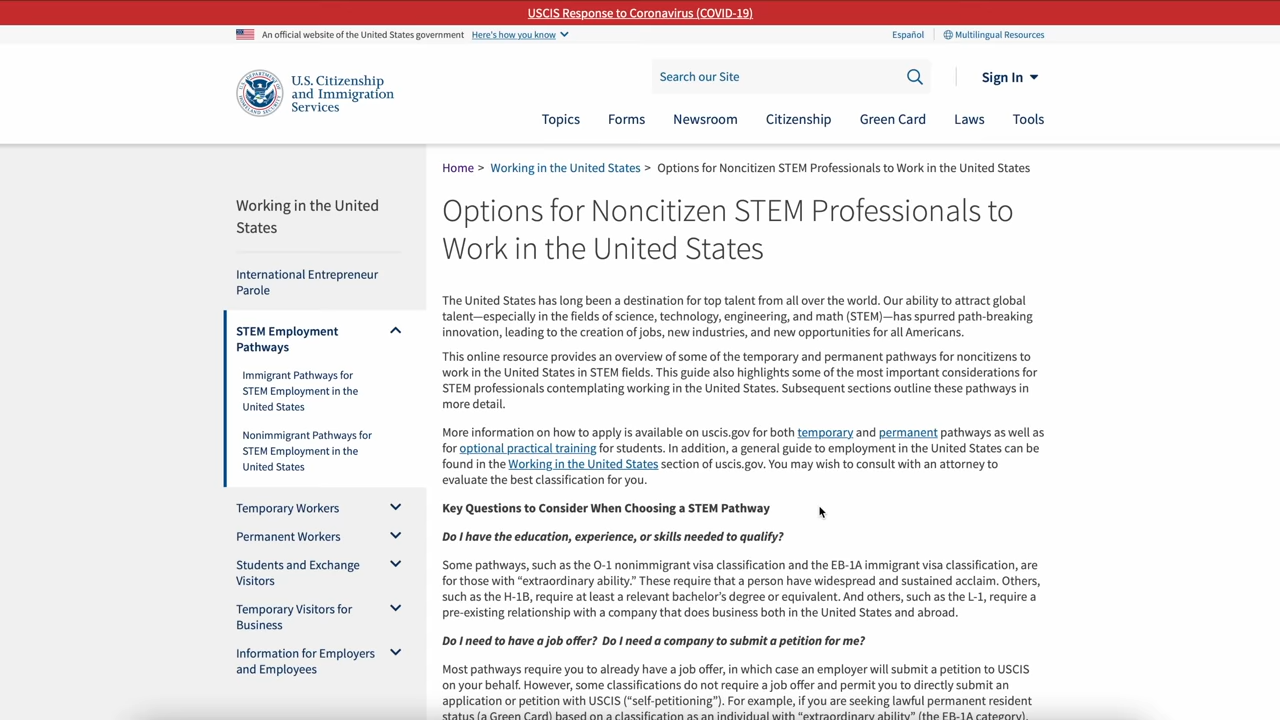 USCIS Response to Coronavirus (COVID-19)
An official website of the United States government Here's how you know
Español Multilingual Resources
U.S. Citizenship
and Immigration
Services
Search our Site
Sign In
Topics Forms Newsroom Citizenship Green Card Laws Tools
Home > Working in the United States > Options for Noncitizen STEM Professionals to Work in the United States
Working in the United
States
International Entrepreneur
Parole
STEM Employment
Pathways
Immigrant Pathways for
STEM Employment in the
United States
Nonimmigrant Pathways for
STEM Employment in the
United States
Temporary Workers
Permanent Workers
Students and Exchange
Visitors
Temporary Visitors for
Business
Information for Employers
and Employees
Options for Noncitizen STEM Professionals to
Work in the United States
The United States has long been a destination for top talent from all over the world. Our ability to attract global
talent—especially in the fields of science, technology, engineering, and math (STEM)—has spurred path-breaking
innovation, leading to the creation of jobs, new industries, and new opportunities for all Americans.
This online resource provides an overview of some of the temporary and permanent pathways for noncitizens to
work in the United States in STEM fields. This guide also highlights some of the most important considerations for
STEM professionals contemplating working in the United States. Subsequent sections outline these pathways in
more detail.
More information on how to apply is available on uscis.gov for both temporary and permanent pathways as well as
for optional practical training for students. In addition, a general guide to employment in the United States can be
found in the Working in the United States section of uscis.gov. You may wish to consult with an attorney to
evaluate the best classification for you.
Key Questions to Consider When Choosing a STEM Pathway
Do I have the education, experience, or skills needed to qualify?
Some pathways, such as the O-1 nonimmigrant visa classification and the EB-1A immigrant visa classification, are
for those with “extraordinary ability.” These require that a person have widespread and sustained acclaim. Others,
such as the H-1B, require at least a relevant bachelor’s degree or equivalent. And others, such as the L-1, require a
pre-existing relationship with a company that does business both in the United States and abroad.
Do I need to have a job offer? Do I need a company to submit a petition for me?
Most pathways require you to already have a job offer, in which case an employer will submit a petition to USCIS
on your behalf. However, some classifications do not require a job offer and permit you to directly submit an
application or petition with USCIS (“self-petitioning”). For example, if you are seeking lawful permanent resident
status (a Green Card) based on a classification as an individual with “extraordinary ability” (the EB-1A category),